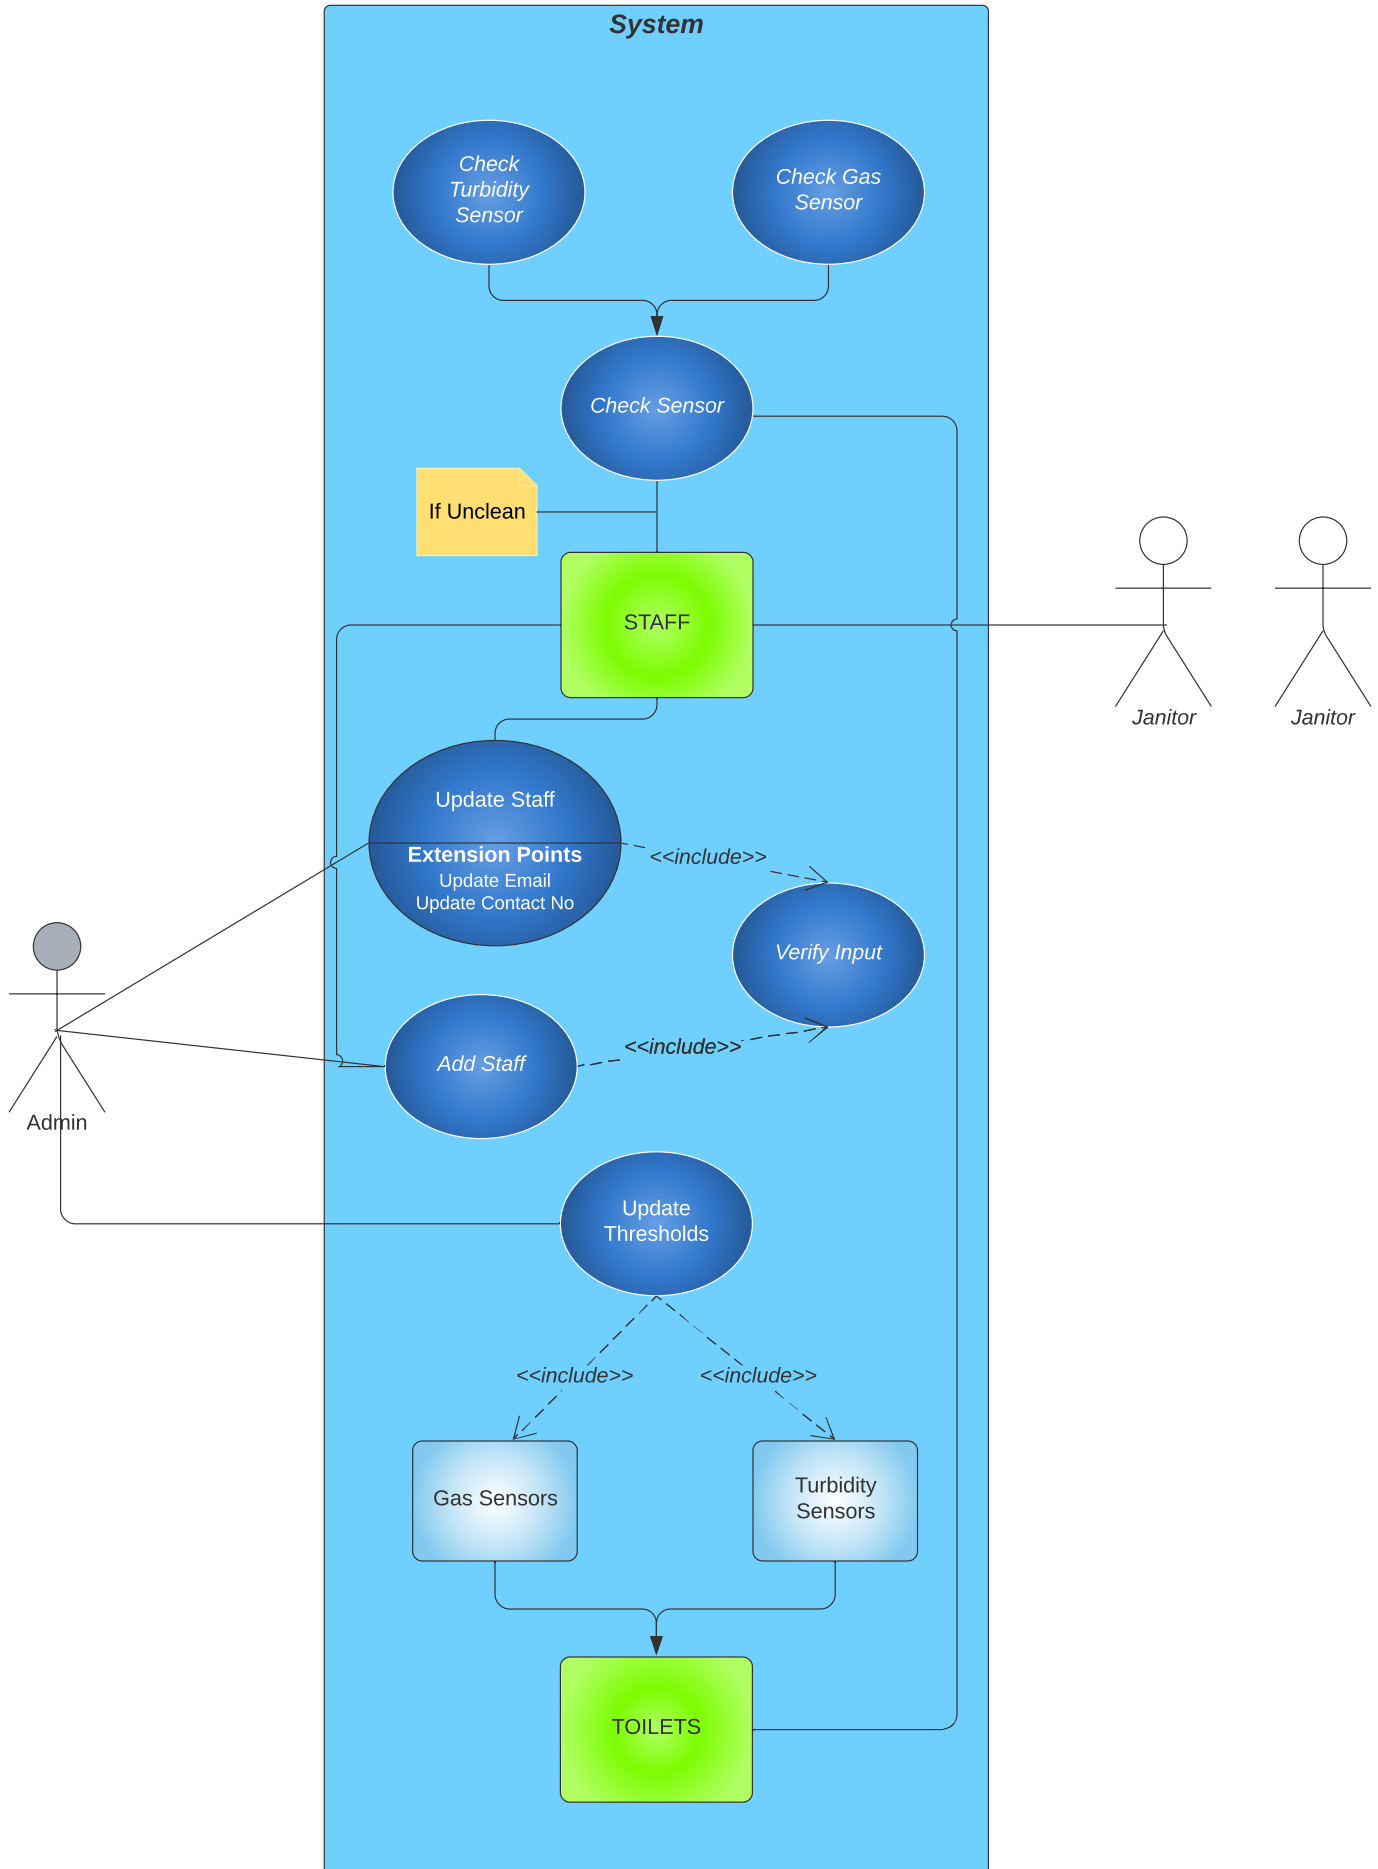 System
Check
Turbidity
Sensor
Check Gas
Sensor
Check Sensor
If Unclean
STAFF
Janitor
Janitor
Update Staff
Extension Points
Update Email
Update Contact No
<<include>>
Verify Input
Add Staff
<<include>>
Admin
Update
Thresholds
<<include>>
<<include>>
Gas Sensors
Turbidity
Sensors
TOILETS